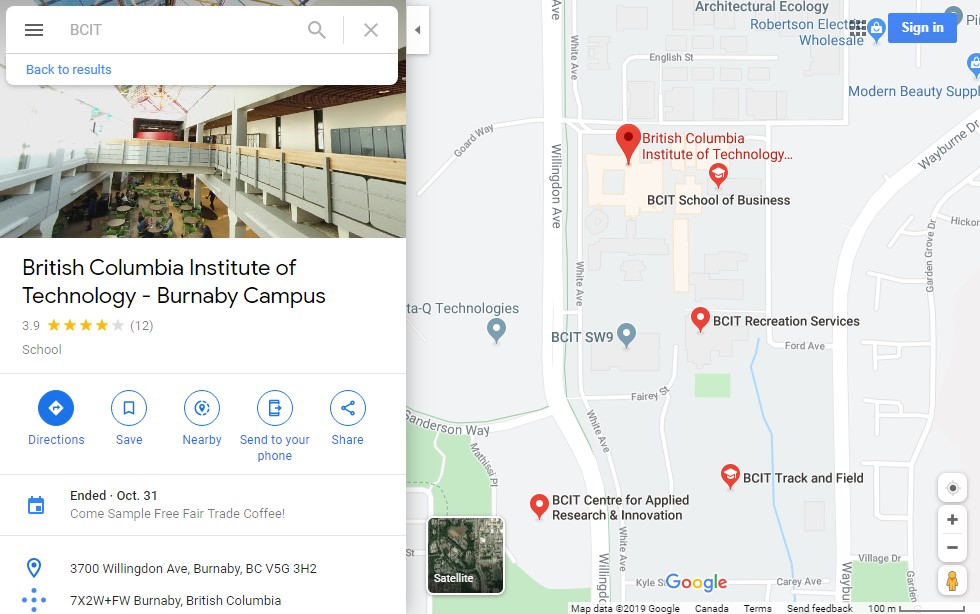 BCIT
Back to results
British Columbia Institute of
Technology - Burnaby Campus
3.9
(12)
School
Directions
Save
Nearby
Send to your
phone
Share
Ended · Oct. 31
Come Sample Free Fair Trade Coffee!
3700 Willingdon Ave, Burnaby, BC V5G 3H2
7X2W+FW Burnaby, British Columbia
Architectural Ecology
Robertson Elect
Wholesale
Sign in
Pi
English St
White Ave
Modern Beauty Suppl
Goard Way
British Columbia
Institute of Technology...
BCIT School of Business
Willingdon Ave
Wayburne Dr
Hickor
Garden Grove Dr
White Ave
ta-Q Technologies
BCIT SW9
BCIT Recreation Services
Ford Ave
Fairey St
Sanderson Way
White Ave
Mathissi Pl
BCIT Track and Field
BCIT Centre for Applied
Research & Innovation
St
Satellite
White Ave
Willingd
Village Dr
Kyle S
Google
Carey Ave
Wayb
Map data ©2019 Google
Canada
Terms
Send feedback
100 m